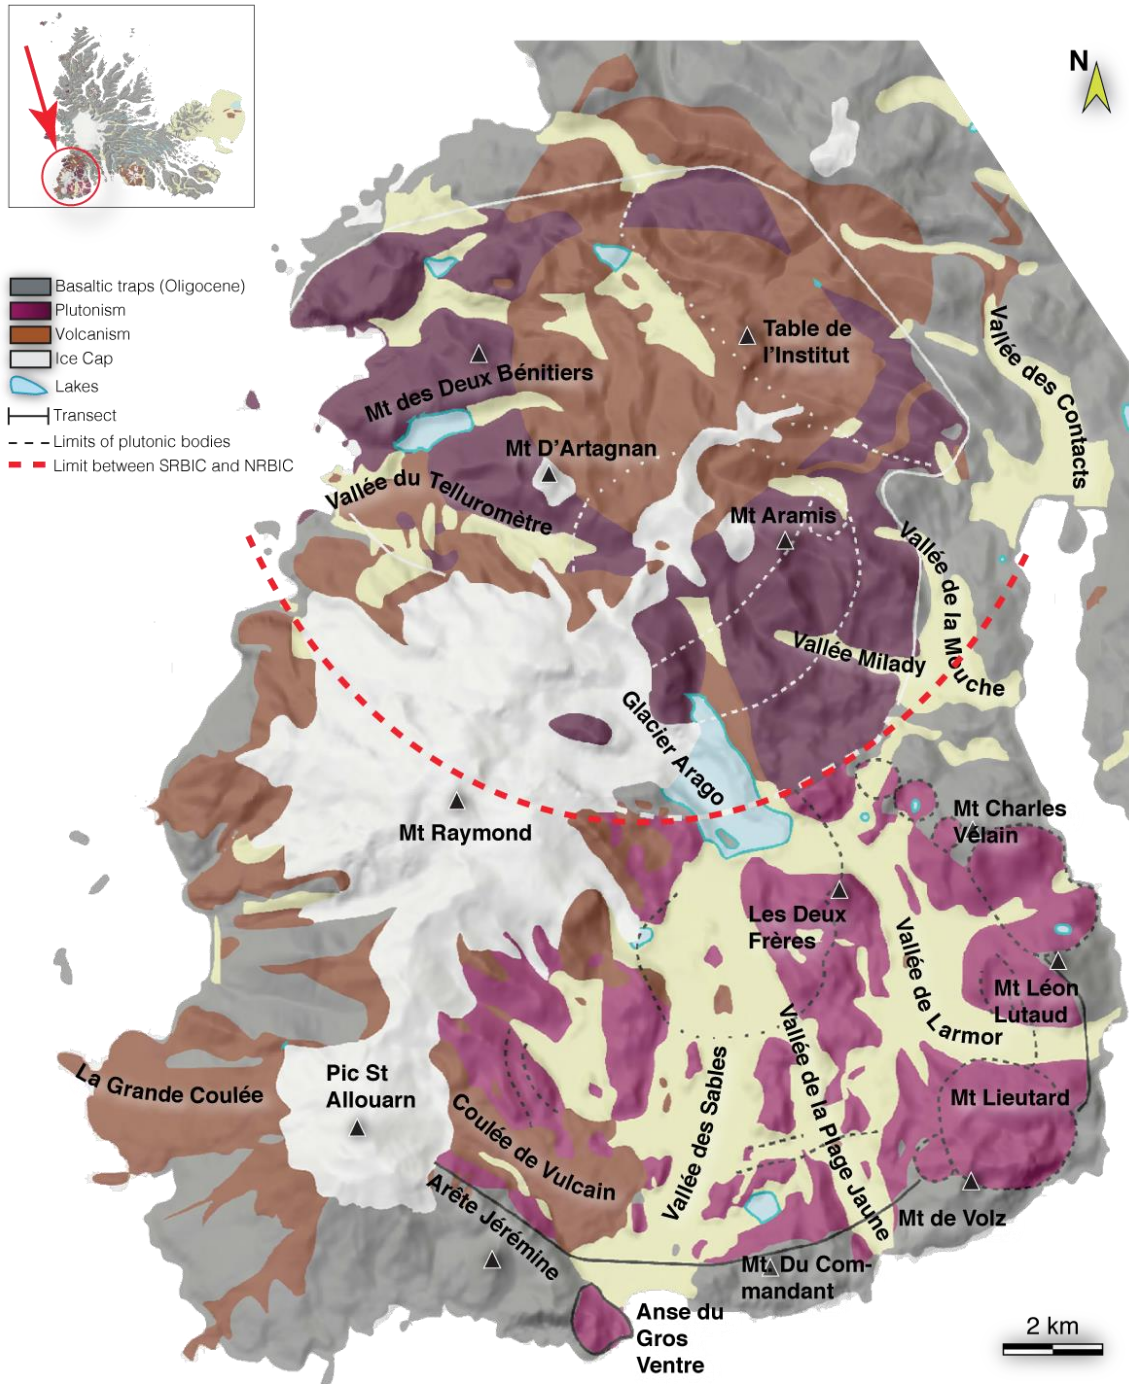 N
Basaltic traps (Oligocene)
Plutonism
Volcanism
Ice Cap
Lakes
Transect
Limits of plutonic bodies
Limit between SRBIC and NRBIC
Table de
l'Institut
Vallée des Contacts
Mt des Deux Bénitiers
Mt D'Artagnan
Vallée du Telluromètre
Mt Aramis
Vallée de la Mouche
Vallée Milady
Glacier Arago
Mt Raymond
Mt Charles
Vélain
Les Deux
Frères
Vallée de Larmor
Mt Léon
Lutaud
Pic St
Allouarn
La Grande Coulée
Coulée de Vulcain
Vallée des Sables
Vallée de la Plage Jaune
Mt Lieutard
Arête Jérémine
Mt de Volz
Mt. Du Com-
mandant
Anse du
Gros
Ventre
2 km